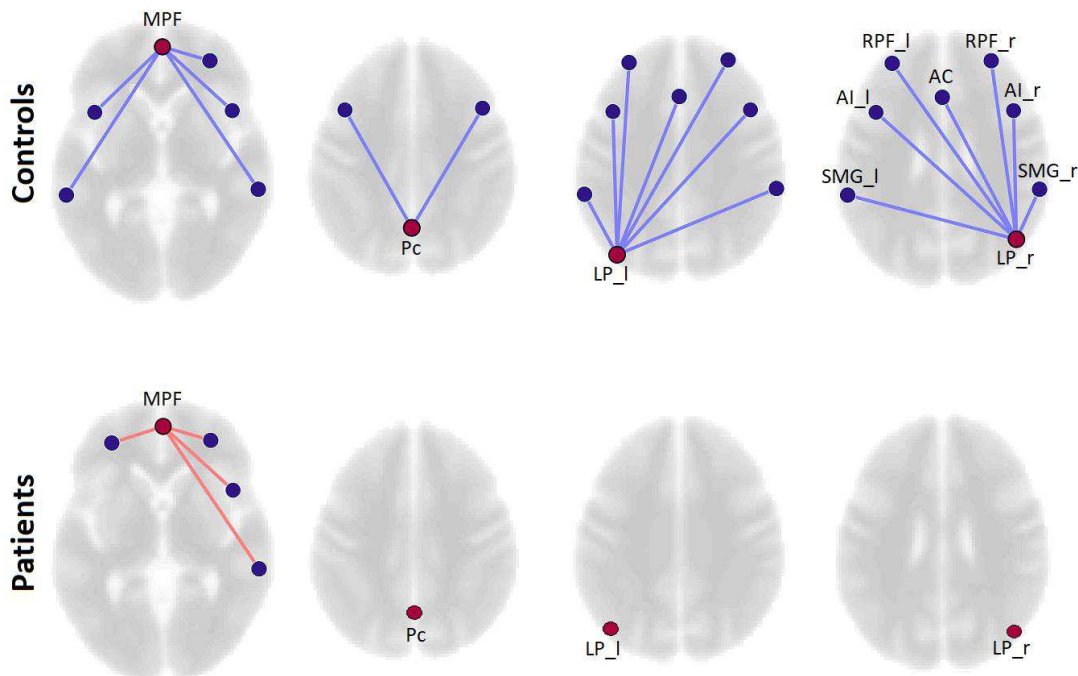 Controls
MPF
Pc
LP_l
RPF_l
RPF_r
AC
AI_l
AI_r
SMG_l
SMG_r
LP_r
Patients
MPF
Pc
LP_l
LP_r